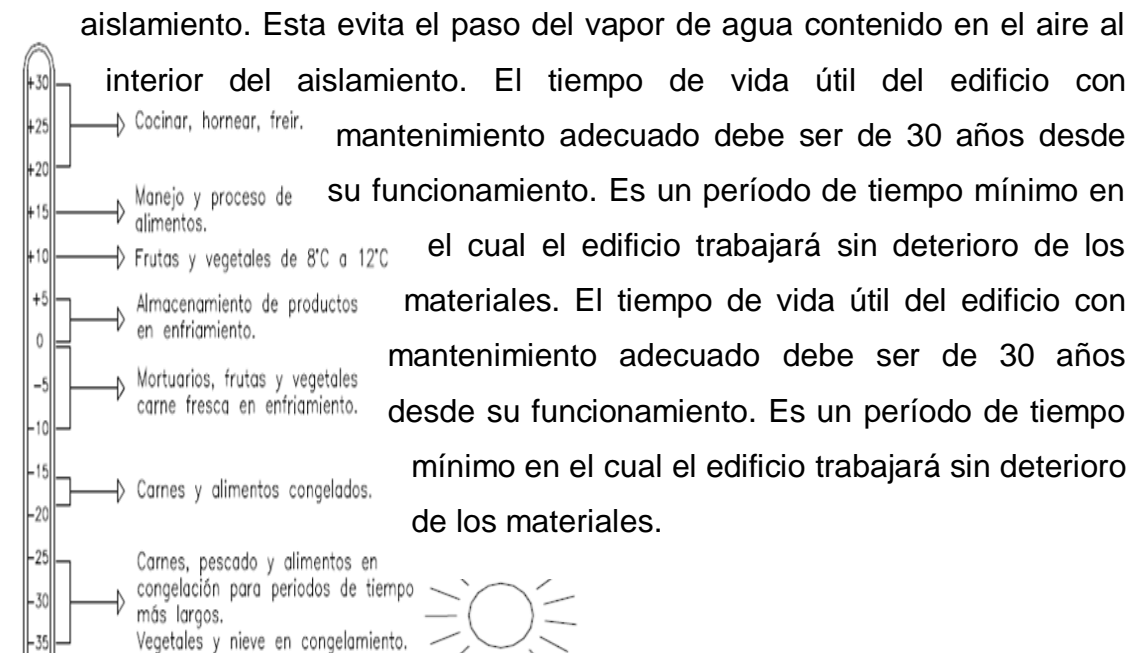 aislamiento. Esta evita el paso del vapor de agua contenido en el aire al
interior del aislamiento. El tiempo de vida útil del edificio con
mantenimiento adecuado debe ser de 30 años desde
su funcionamiento. Es un período de tiempo mínimo en
el cual el edificio trabajará sin deterioro de los
materiales. El tiempo de vida útil del edificio con
mantenimiento adecuado debe ser de 30 años
desde su funcionamiento. Es un período de tiempo
mínimo en el cual el edificio trabajará sin deterioro
de los materiales.
+30
+25
Cocinar, hornear, freir.
+20
+15
Manejo y proceso de
alimentos.
+10
Frutas y vegetales de 8°C a 12°C
+5
Almacenamiento de productos
en enfriamiento.
0
-5
Mortuarios, frutas y vegetales
carne fresca en enfriamiento.
-10
-15
Carnes y alimentos congelados.
-20
-25
Carnes, pescado y alimentos en
congelación para periodos de tiempo
-30
más largos.
Vegetales y nieve en congelamiento.
-35